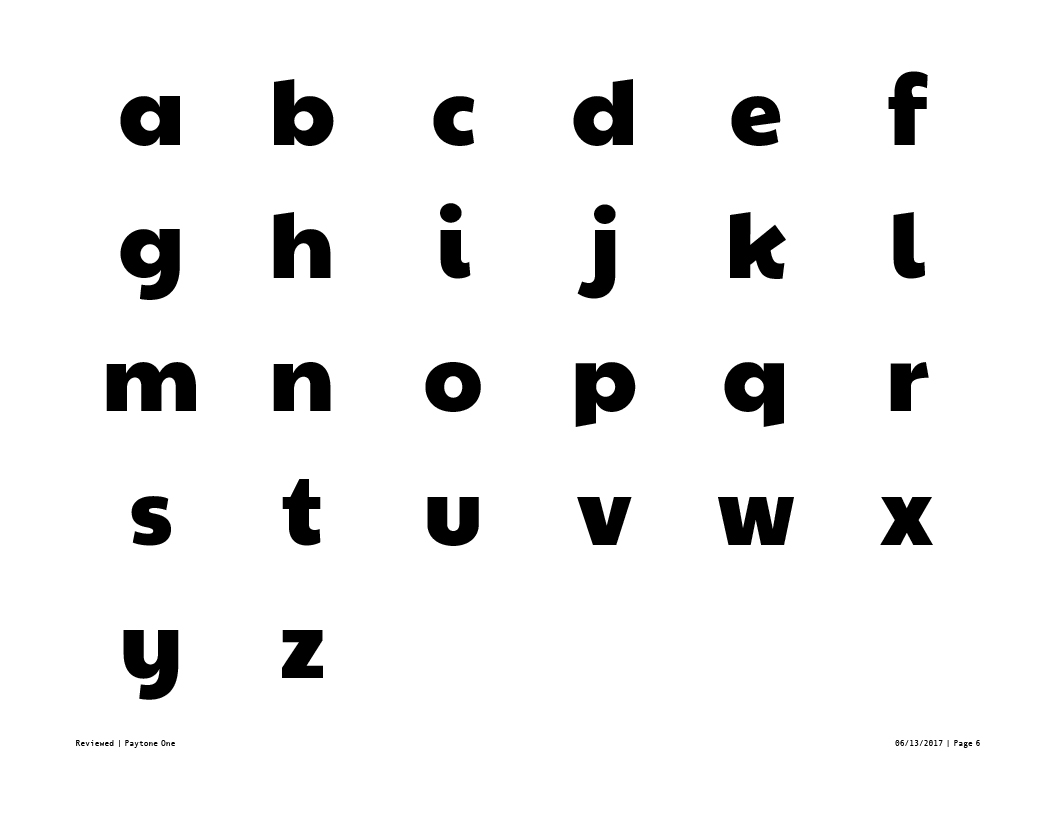 a b c d e f
g h i j k l
m n o p q r
s t u v w x
y z
Reviewed | Paytone One 06/13/2017 | Page 6